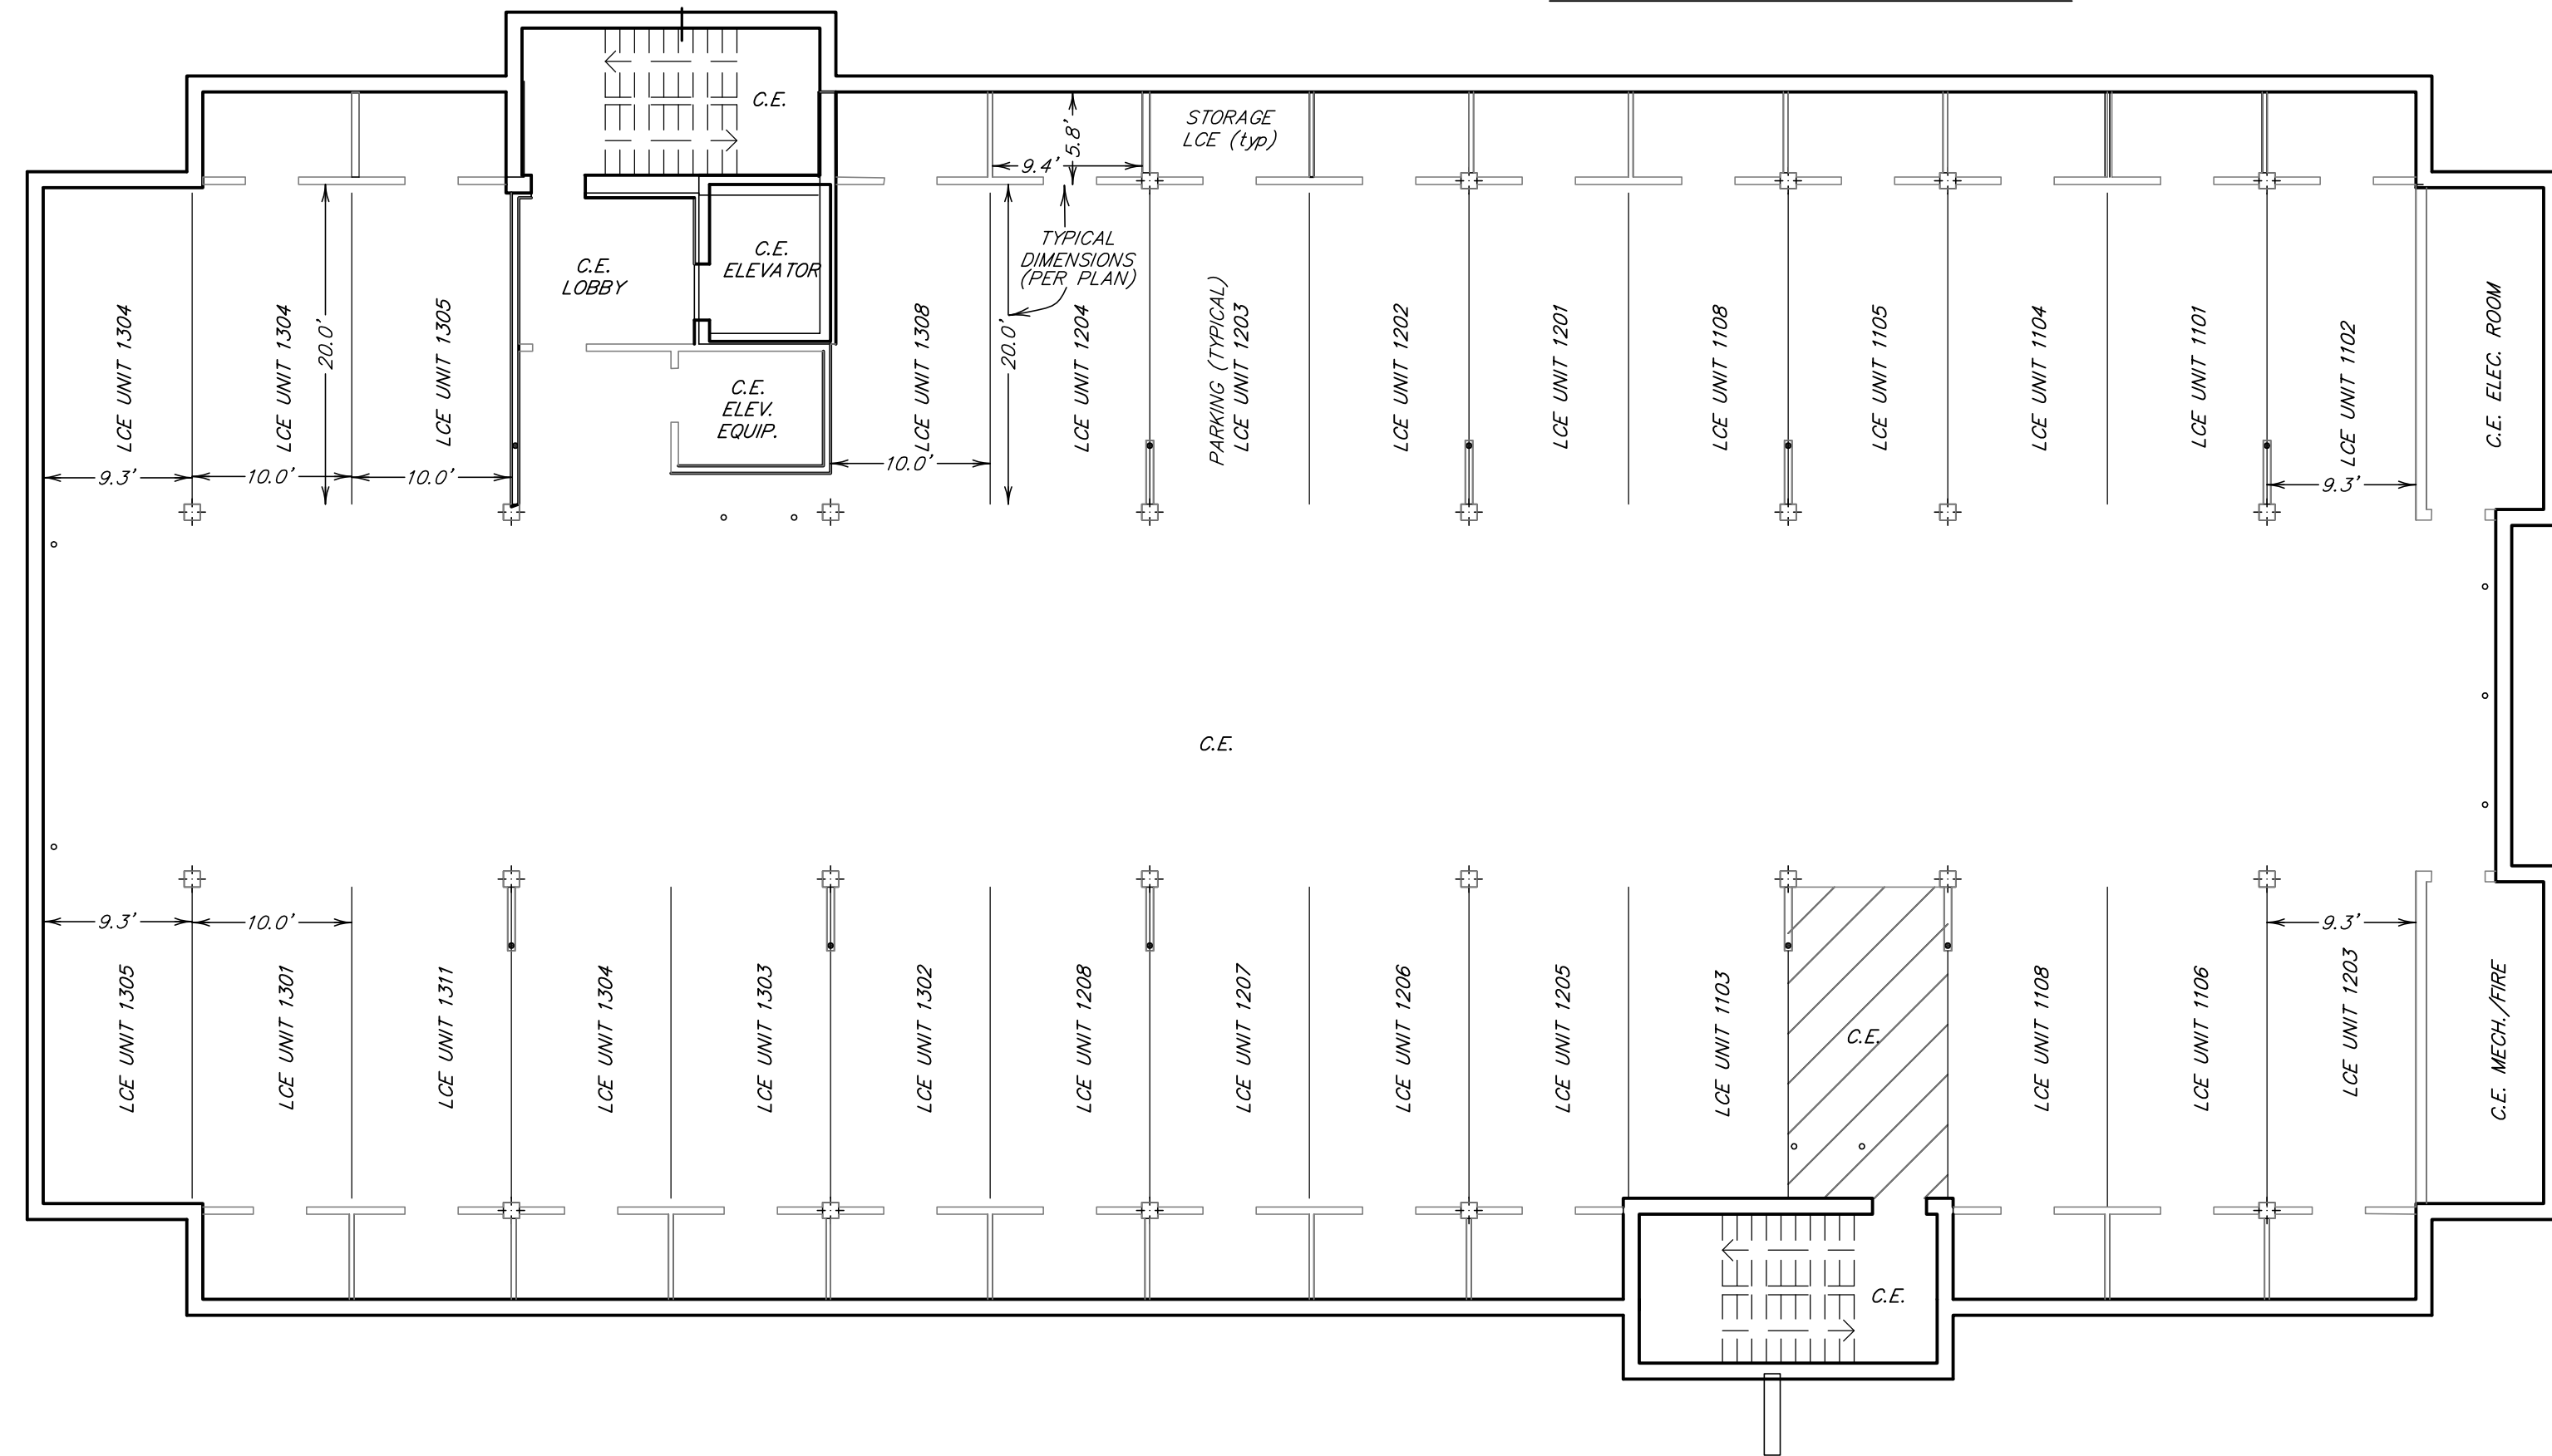 C.E.
STORAGE
LCE (typ)
5.8'
9.4'
TYPICAL
DIMENSIONS
(PER PLAN)
C.E.
LOBBY
C.E.
ELEVATOR
C.E.
ELEV.
EQUIP.
LCE UNIT 1304
LCE UNIT 1304
20.0'
LCE UNIT 1305
LCE UNIT 1308
20.0'
LCE UNIT 1204
PARKING (TYPICAL)
LCE UNIT 1203
LCE UNIT 1202
LCE UNIT 1201
LCE UNIT 1108
LCE UNIT 1105
LCE UNIT 1104
LCE UNIT 1101
LCE UNIT 1102
C.E. ELEC. ROOM
9.3'
10.0'
10.0'
10.0'
9.3'
C.E.
9.3'
10.0'
9.3'
LCE UNIT 1305
LCE UNIT 1301
LCE UNIT 1311
LCE UNIT 1304
LCE UNIT 1303
LCE UNIT 1302
LCE UNIT 1208
LCE UNIT 1207
LCE UNIT 1206
LCE UNIT 1205
LCE UNIT 1103
C.E.
LCE UNIT 1108
LCE UNIT 1106
LCE UNIT 1203
C.E. MECH./FIRE
C.E.